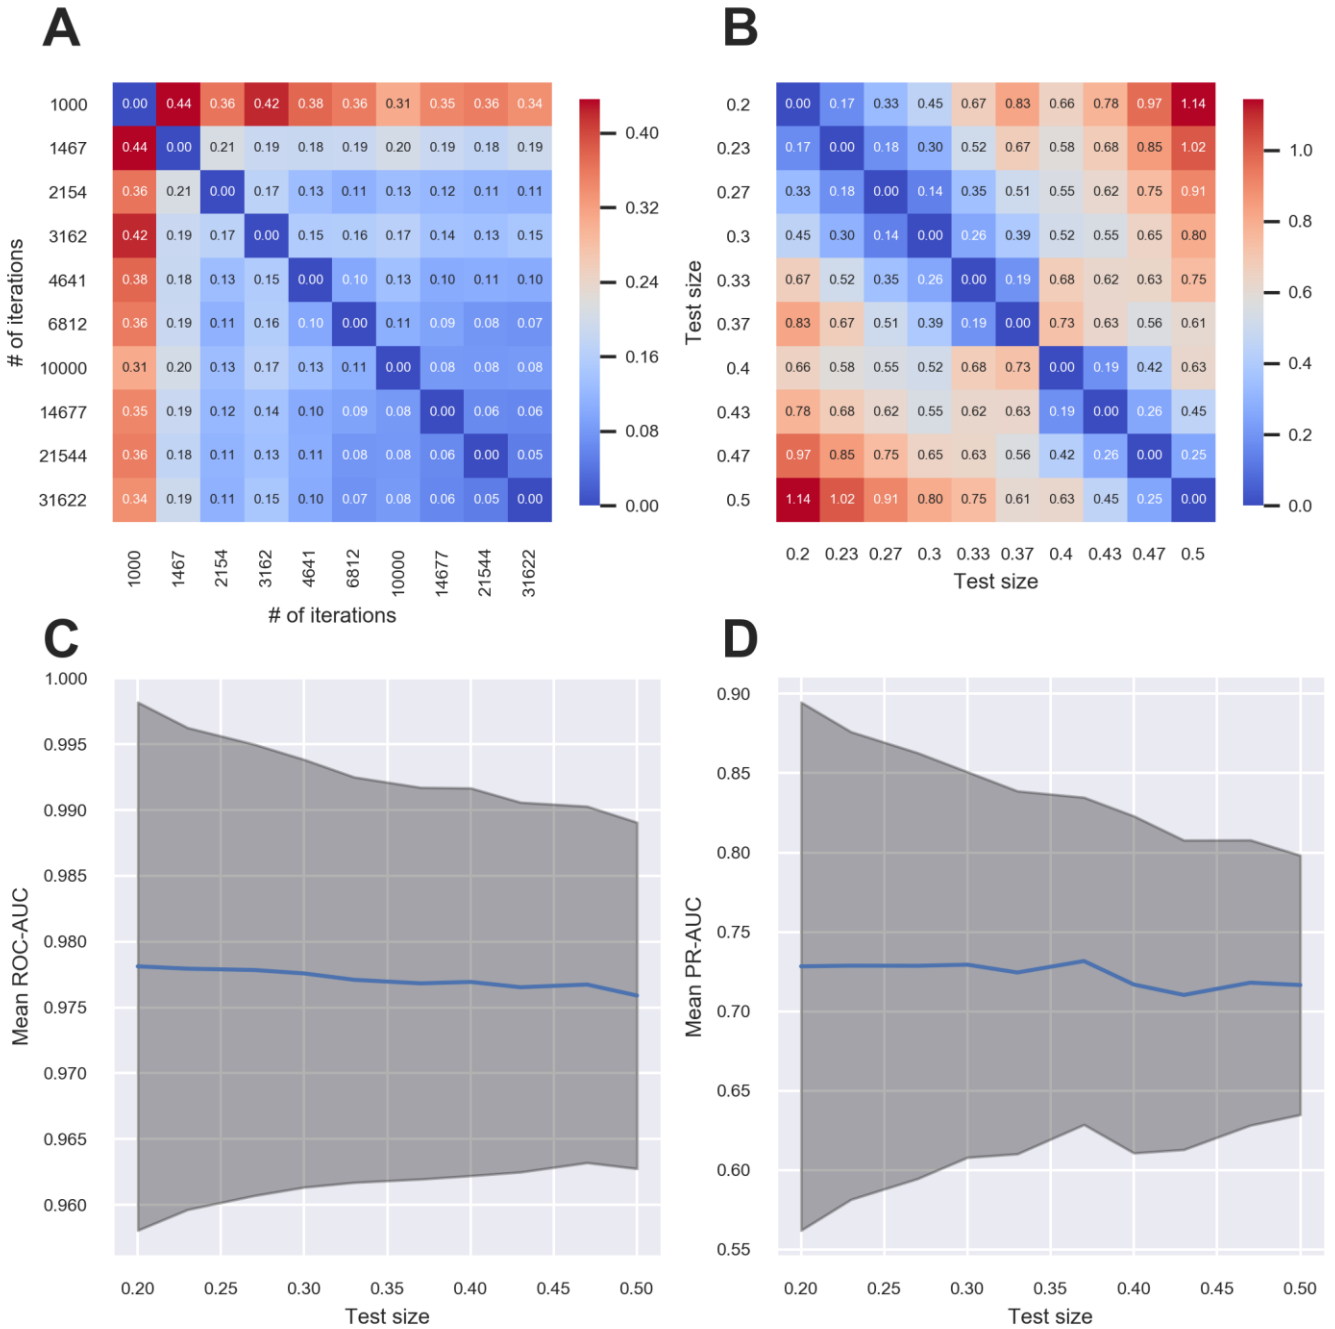 A
1000 0.00 0.44 0.36 0.42 0.38 0.36 0.31 0.35 0.36 0.34
1467 0.44 0.00 0.21 0.19 0.18 0.19 0.20 0.19 0.18 0.19
2154 0.36 0.21 0.00 0.17 0.13 0.11 0.13 0.12 0.11 0.11
3162 0.42 0.19 0.17 0.00 0.15 0.16 0.17 0.14 0.13 0.15
4641 0.38 0.18 0.13 0.15 0.00 0.10 0.13 0.10 0.11 0.10
6812 0.36 0.19 0.11 0.16 0.10 0.00 0.11 0.09 0.08 0.07
10000 0.31 0.20 0.13 0.17 0.13 0.11 0.00 0.08 0.08 0.08
14677 0.35 0.19 0.12 0.14 0.10 0.09 0.08 0.00 0.06 0.06
21544 0.36 0.18 0.11 0.13 0.11 0.08 0.08 0.06 0.00 0.05
31622 0.34 0.19 0.11 0.15 0.10 0.07 0.08 0.06 0.05 0.00
# of iterations
1000 1467 2154 3162 4641 6812 10000 14677 21544 31622
# of iterations
0.40
0.32
0.24
0.16
0.08
0.00
B
0.2 0.00 0.17 0.33 0.45 0.67 0.83 0.66 0.78 0.97 1.14
0.23 0.17 0.00 0.18 0.30 0.52 0.67 0.58 0.68 0.85 1.02
0.27 0.33 0.18 0.00 0.14 0.35 0.51 0.55 0.62 0.75 0.91
0.3 0.45 0.30 0.14 0.00 0.26 0.39 0.52 0.55 0.65 0.80
0.33 0.67 0.52 0.35 0.26 0.00 0.19 0.68 0.62 0.63 0.75
0.37 0.83 0.67 0.51 0.39 0.19 0.00 0.73 0.63 0.56 0.61
0.4 0.66 0.58 0.55 0.52 0.68 0.73 0.00 0.19 0.42 0.63
0.43 0.78 0.68 0.62 0.55 0.62 0.63 0.19 0.00 0.26 0.45
0.47 0.97 0.85 0.75 0.65 0.63 0.56 0.42 0.26 0.00 0.25
0.5 1.14 1.02 0.91 0.80 0.75 0.61 0.63 0.45 0.25 0.00
Test size
0.2 0.23 0.27 0.3 0.33 0.37 0.4 0.43 0.47 0.5
Test size
1.0
0.8
0.6
0.4
0.2
0.0
C
1.000
0.995
0.990
0.985
0.980
0.975
0.970
0.965
0.960
Mean ROC-AUC
0.20 0.25 0.30 0.35 0.40 0.45 0.50
Test size
D
0.90
0.85
0.80
0.75
0.70
0.65
0.60
0.55
Mean PR-AUC
0.20 0.25 0.30 0.35 0.40 0.45 0.50
Test size